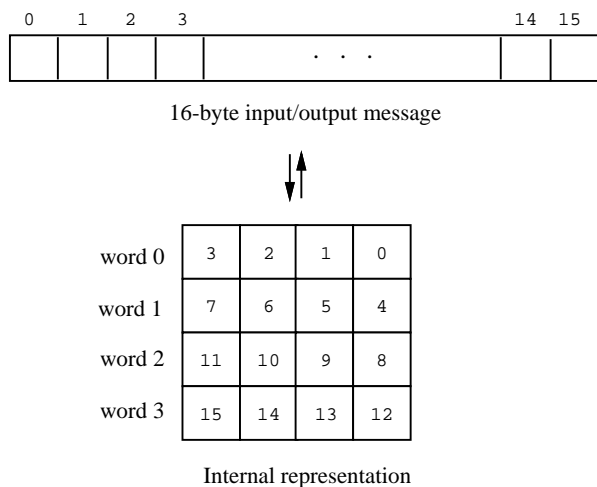 0 1 2 3 14 15
. . .
16-byte input/output message
word 0 3 2 1 0
word 1 7 6 5 4
word 2 11 10 9 8
word 3 15 14 13 12
Internal representation